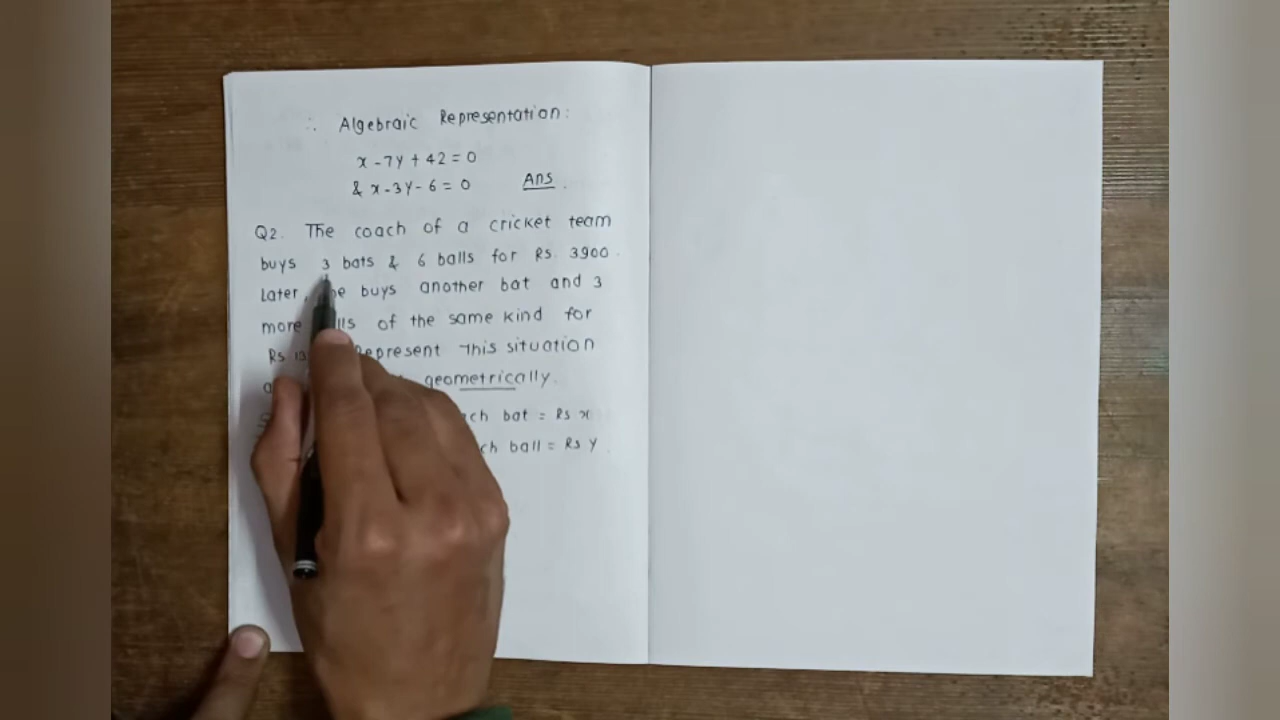 ∴ Algebraic Representation:
x - 7y + 42 = 0
& x - 3y - 6 = 0 Ans.
Q2. The coach of a cricket team
buys 3 bats & 6 balls for Rs. 3900.
Later, buys another bat and 3
more of the same kind for
Rs Represent This situation
geometrically.
bat = Rs x
ball = Rs y